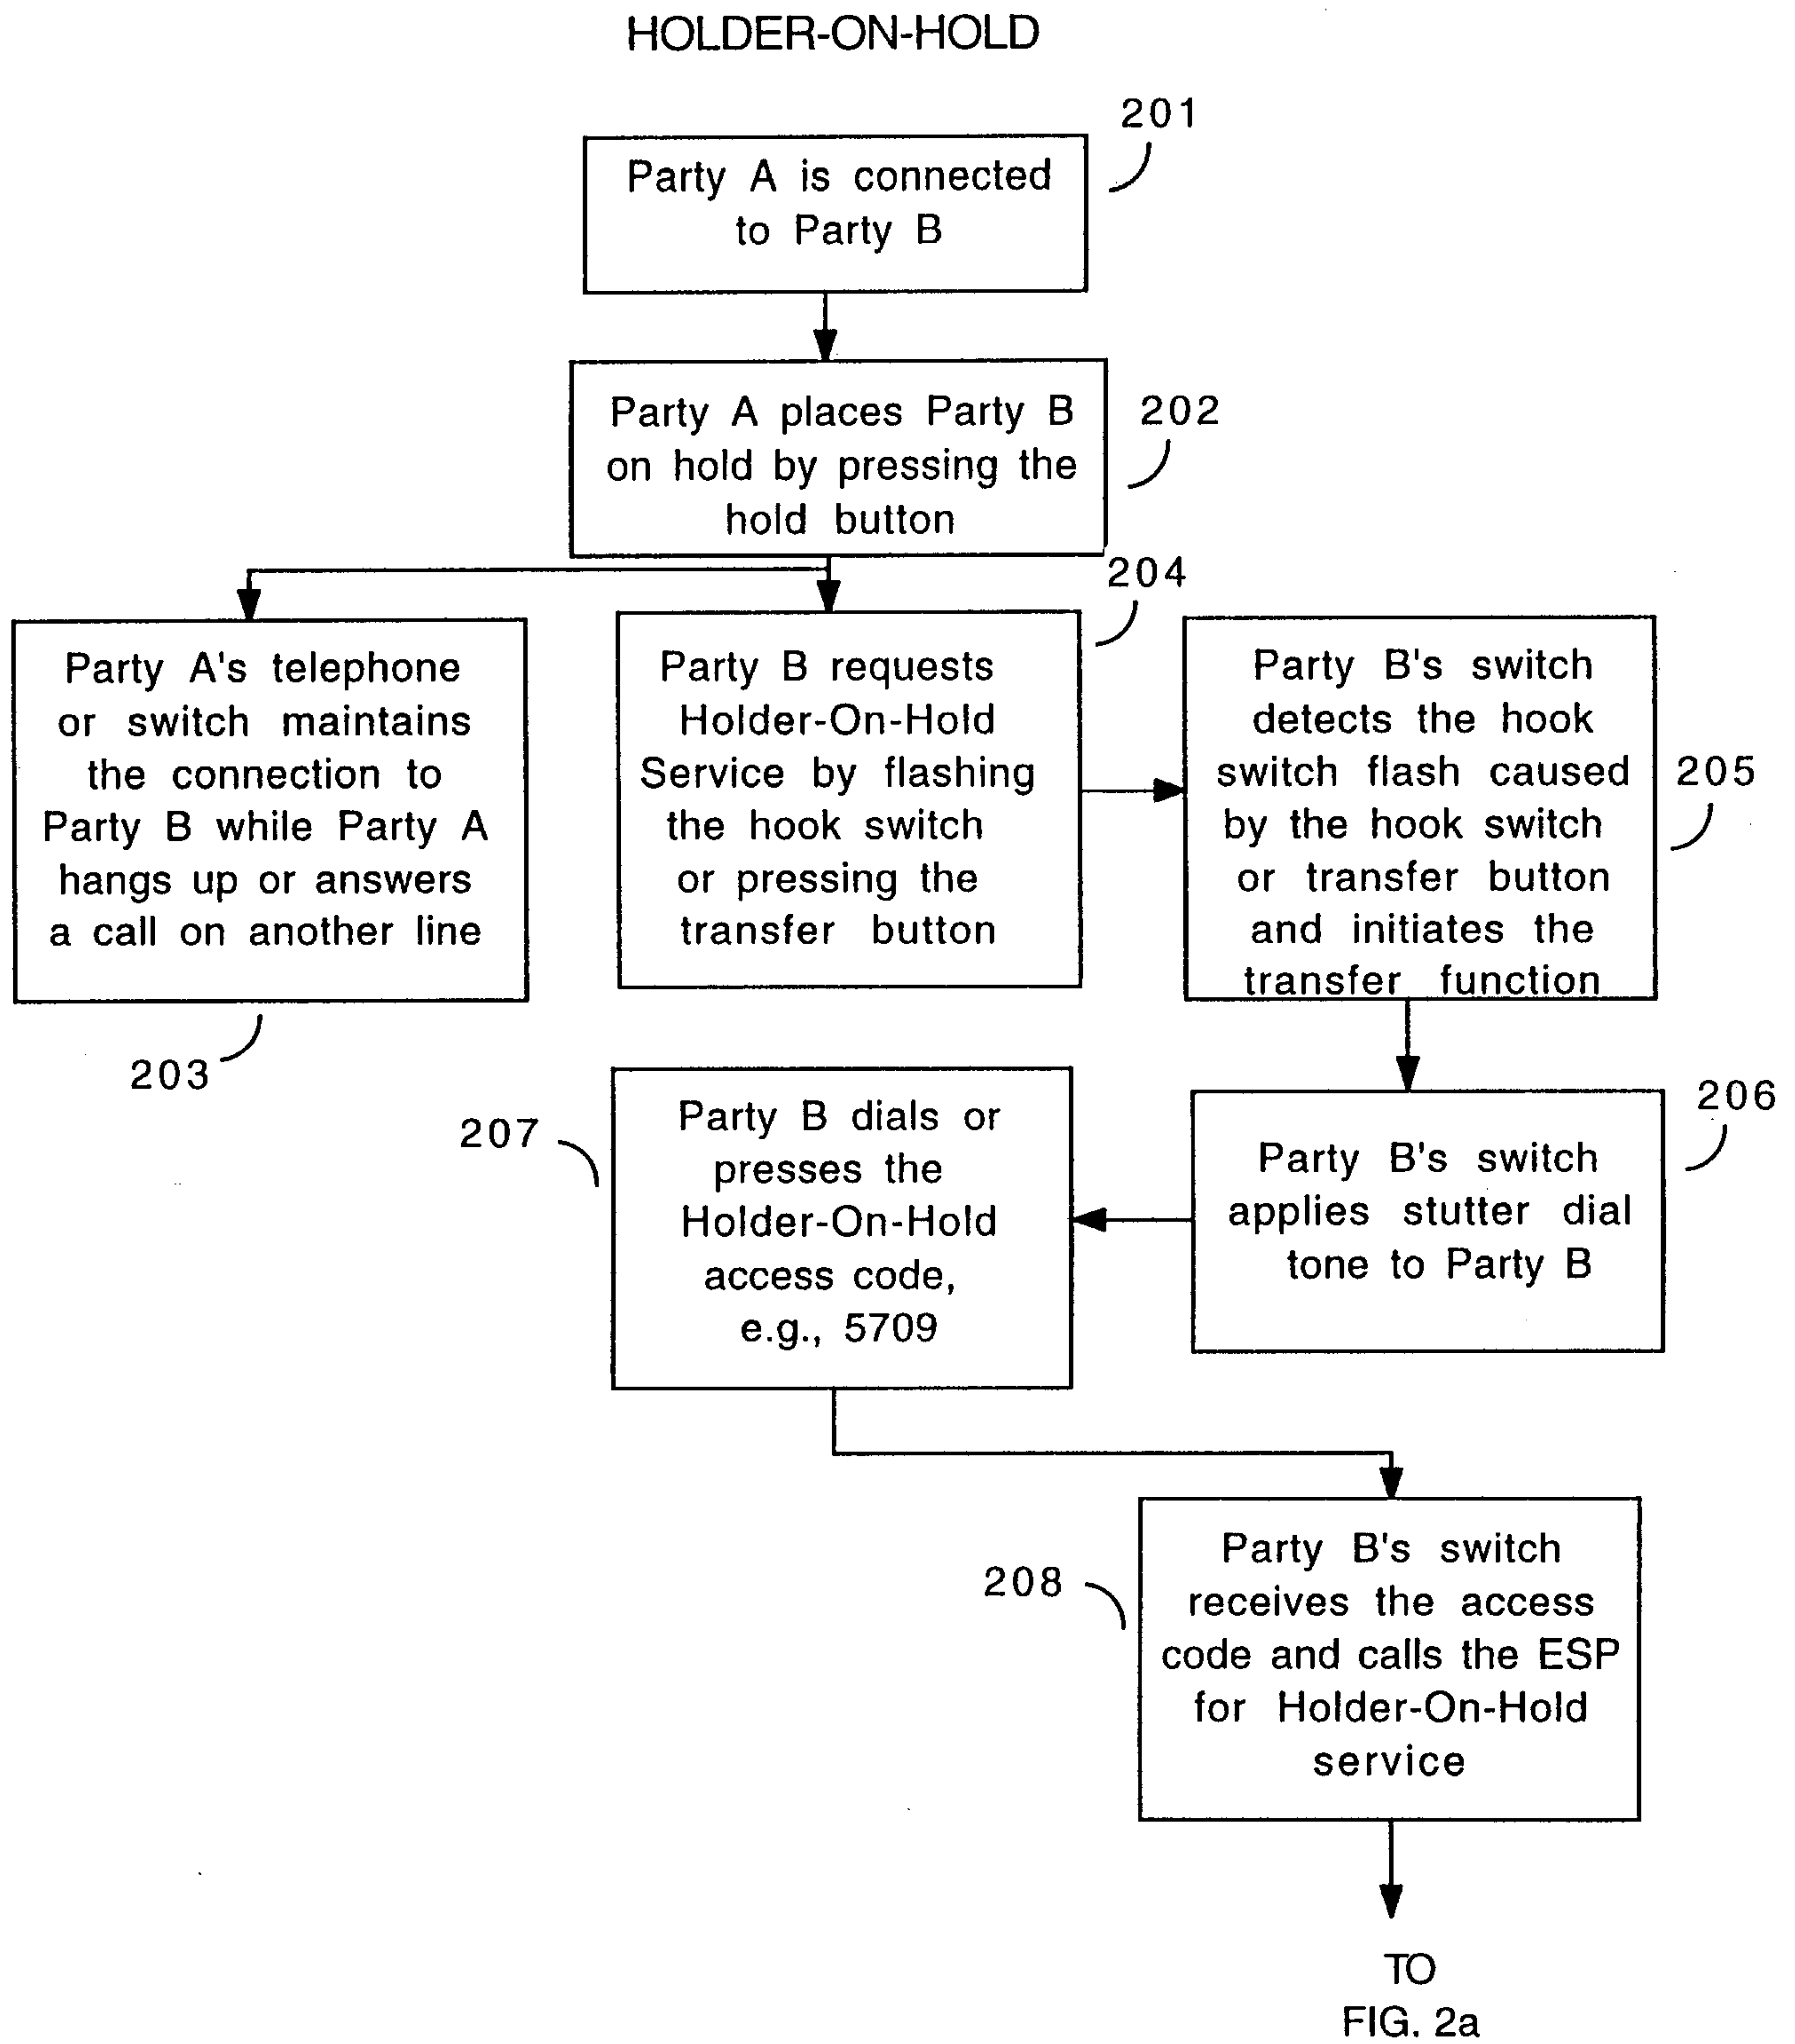 HOLDER-ON-HOLD
201
Party A is connected
to Party B
202
Party A places Party B
on hold by pressing the
hold button
204
Party A's telephone
or switch maintains
the connection to
Party B while Party A
hangs up or answers
a call on another line
203
Party B requests
Holder-On-Hold
Service by flashing
the hook switch
or pressing the
transfer button
Party B's switch
detects the hook
switch flash caused
by the hook switch
or transfer button
and initiates the
transfer function
205
206
Party B's switch
applies stutter dial
tone to Party B
207
Party B dials or
presses the
Holder-On-Hold
access code,
e.g., 5709
208
Party B's switch
receives the access
code and calls the ESP
for Holder-On-Hold
service
TO
FIG. 2a